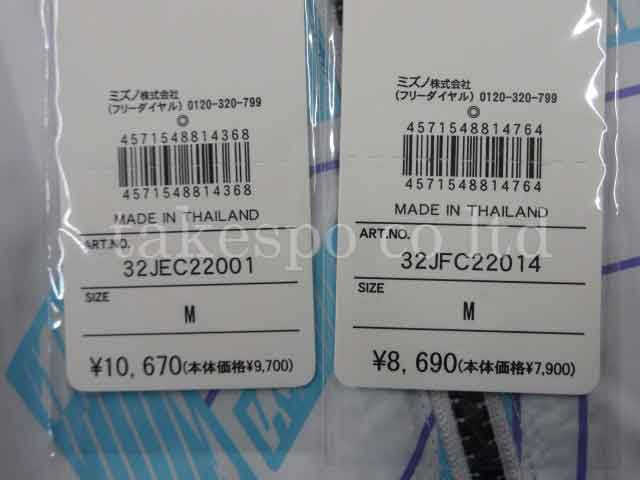 ミズノ株式会社
(フリーダイヤル) 0120-320-799
◎
4571548814368
4571548814368
MADE IN THAILAND
ART.NO.
32JEC22001
SIZE
M
¥10,670(本体価格¥9,700)
ミズノ株式会社
(フリーダイヤル) 0120-320-799
◎
4571548814764
4571548814764
MADE IN THAILAND
ART.NO.
32JFC22014
SIZE
M
¥8,690(本体価格¥7,900)
takespo co ltd